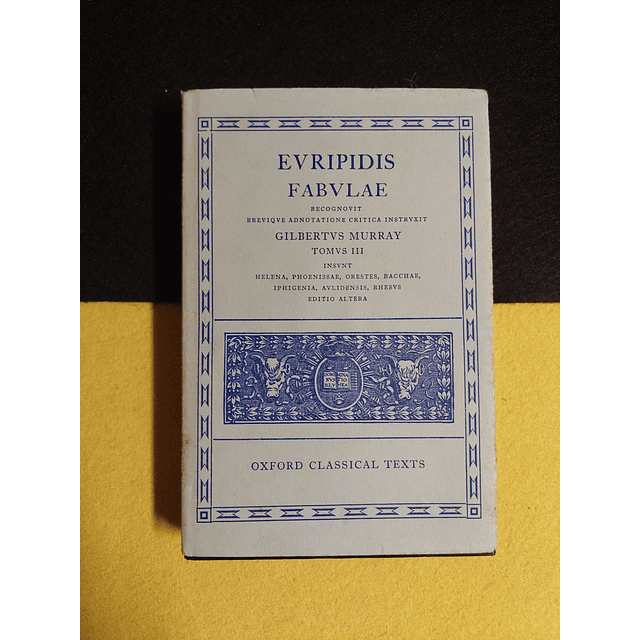 EVRIPIDIS
FABVLAE
RECOGNOVIT
BREVIQVE ADNOTATIONE CRITICA INSTRVXIT
GILBERTVS MURRAY
TOMVS III
INSVNT
HELENA, PHOENISSAE, ORESTES, BACCHAE,
IPHIGENIA, AVLIDENSIS, RHESVS
EDITIO ALTERA
OXFORD CLASSICAL TEXTS